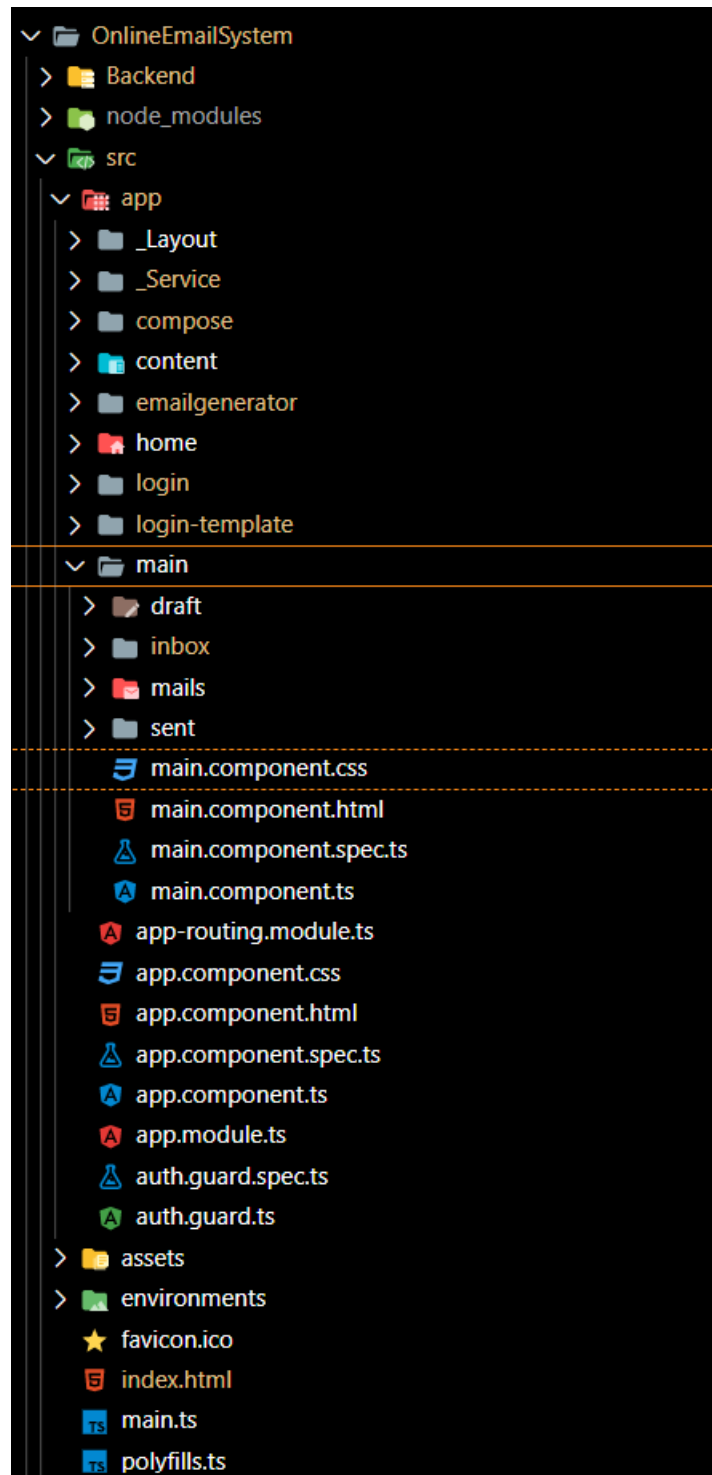 OnlineEmailSystem
Backend
node_modules
src
app
_Layout
_Service
compose
content
emailgenerator
home
login
login-template
main
draft
inbox
mails
sent
main.component.css
main.component.html
main.component.spec.ts
main.component.ts
app-routing.module.ts
app.component.css
app.component.html
app.component.spec.ts
app.component.ts
app.module.ts
auth.guard.spec.ts
auth.guard.ts
assets
environments
favicon.ico
index.html
TS main.ts
TS polyfills.ts